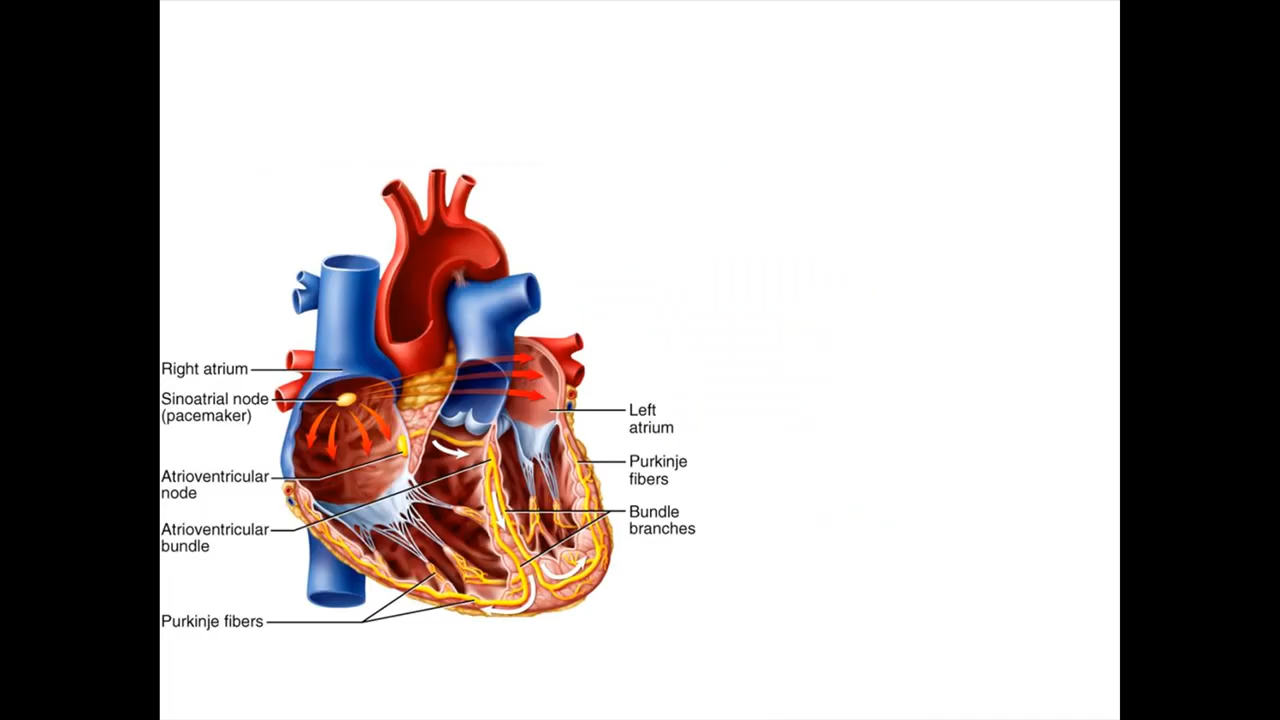 Right atrium
Sinoatrial node
(pacemaker)
Atrioventricular
node
Atrioventricular
bundle
Purkinje fibers
Left
atrium
Purkinje
fibers
Bundle
branches